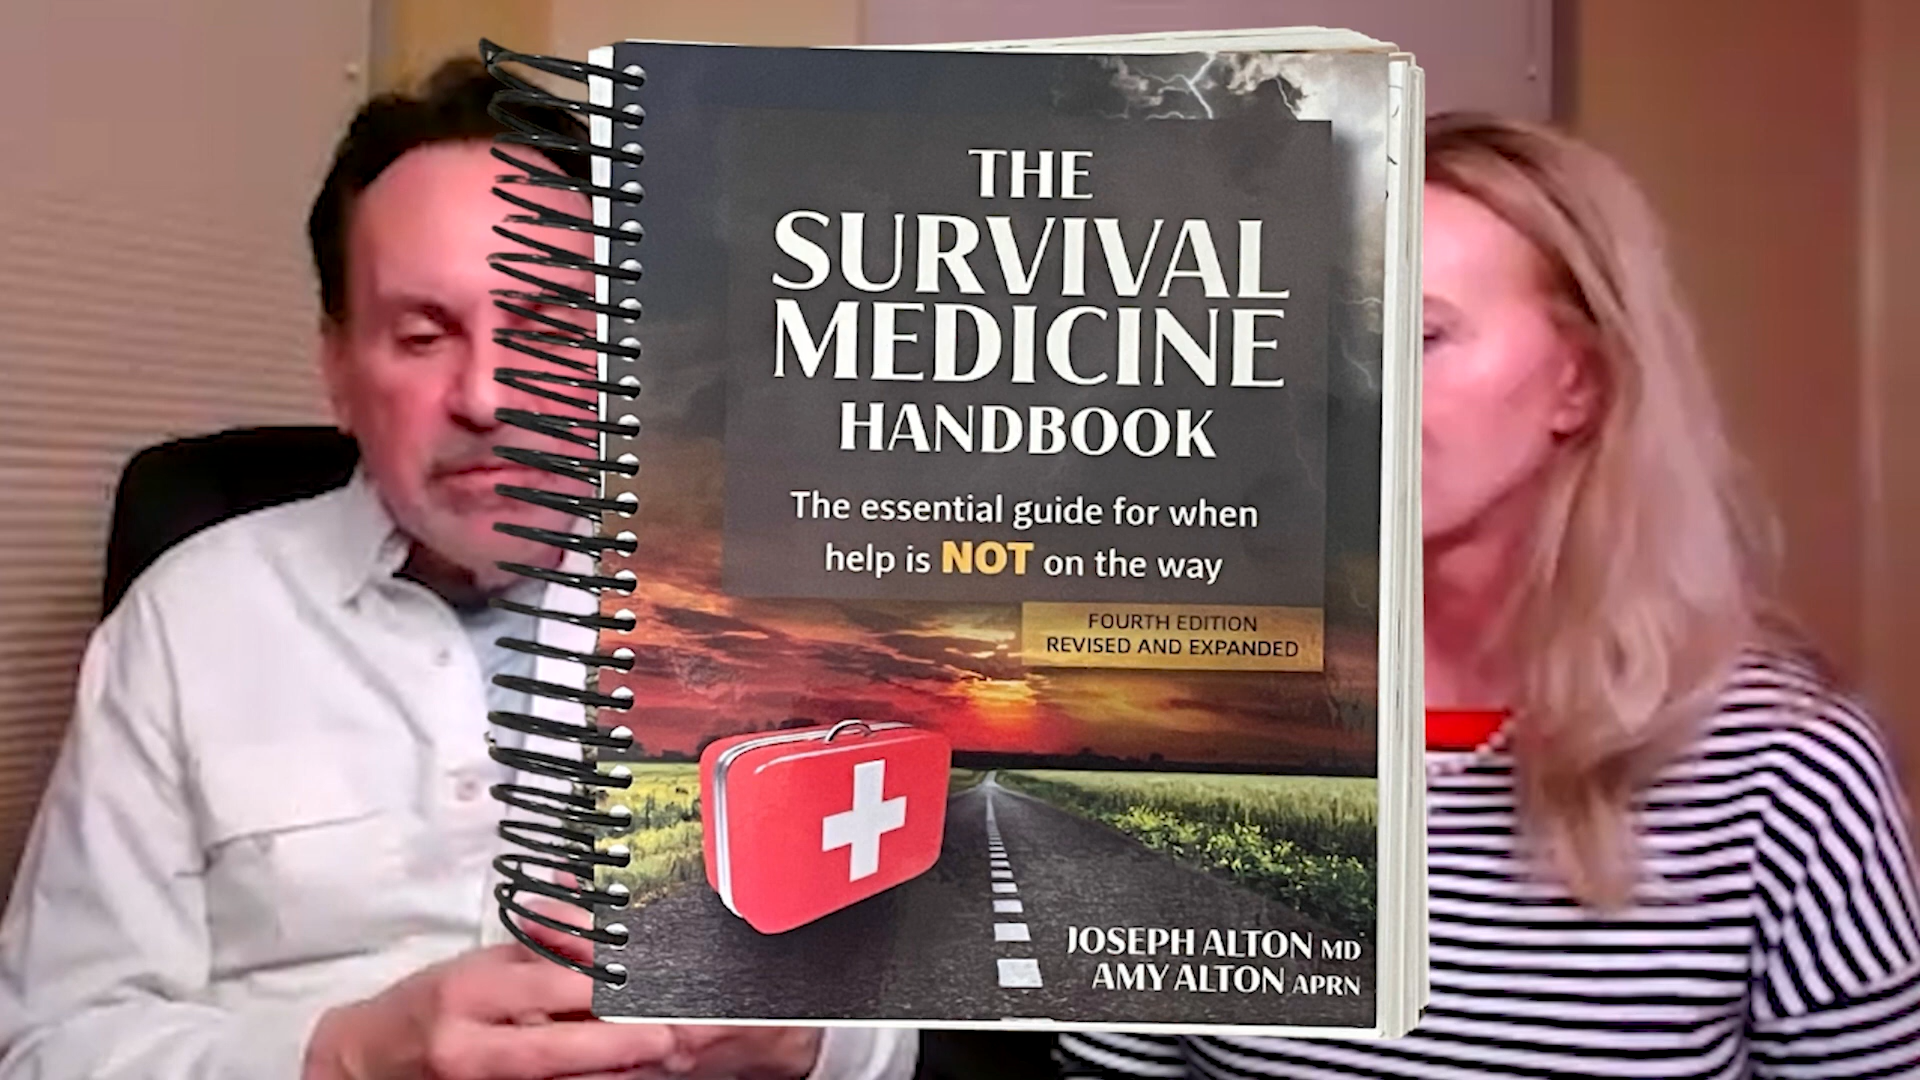 THE
SURVIVAL
MEDICINE
HANDBOOK
The essential guide for when
help is NOT on the way
FOURTH EDITION
REVISED AND EXPANDED
JOSEPH ALTON MD
AMY ALTON APRN